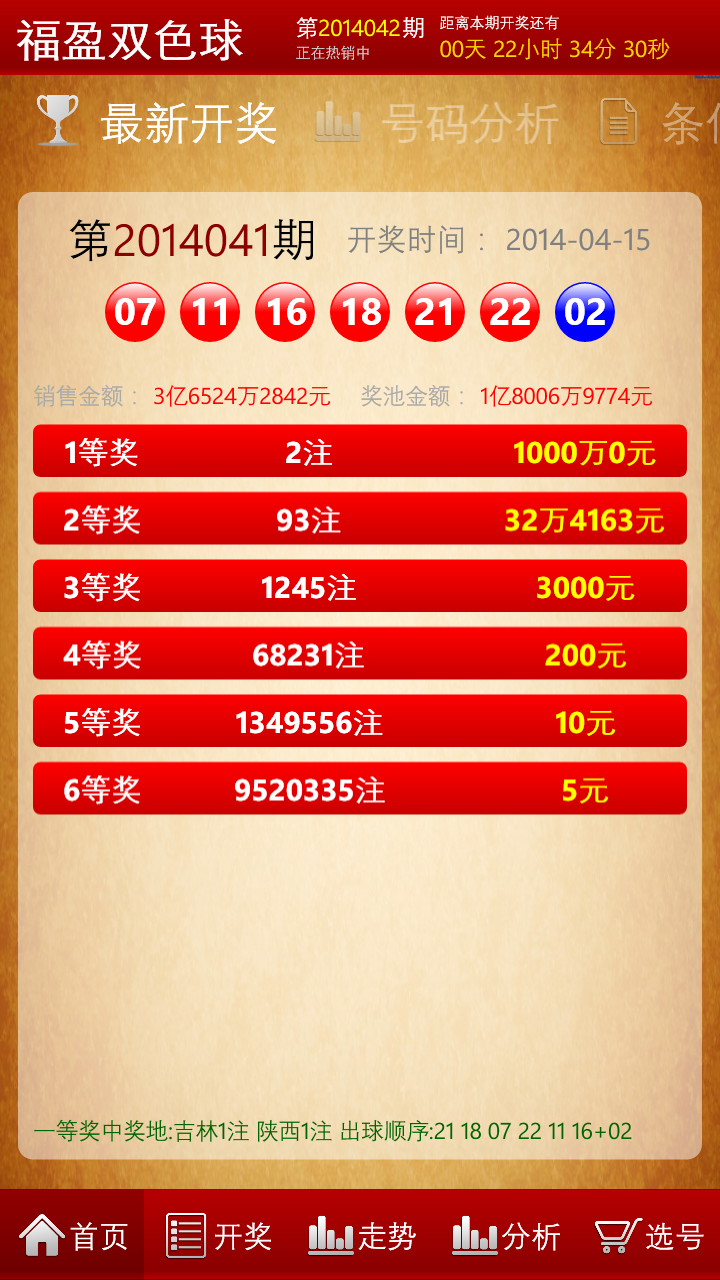 福盈双色球
第2014042期
正在热销中
距离本期开奖还有
00天 22小时 34分 30秒
最新开奖 号码分析
第2014041期 开奖时间： 2014-04-15
07 11 16 18 21 22 02
销售金额： 3亿6524万2842元 奖池金额： 1亿8006万9774元
1等奖 2注 1000万0元
2等奖 93注 32万4163元
3等奖 1245注 3000元
4等奖 68231注 200元
5等奖 1349556注 10元
6等奖 9520335注 5元
一等奖中奖地:吉林1注 陕西1注 出球顺序:21 18 07 22 11 16+02
首页 开奖 走势 分析 选号